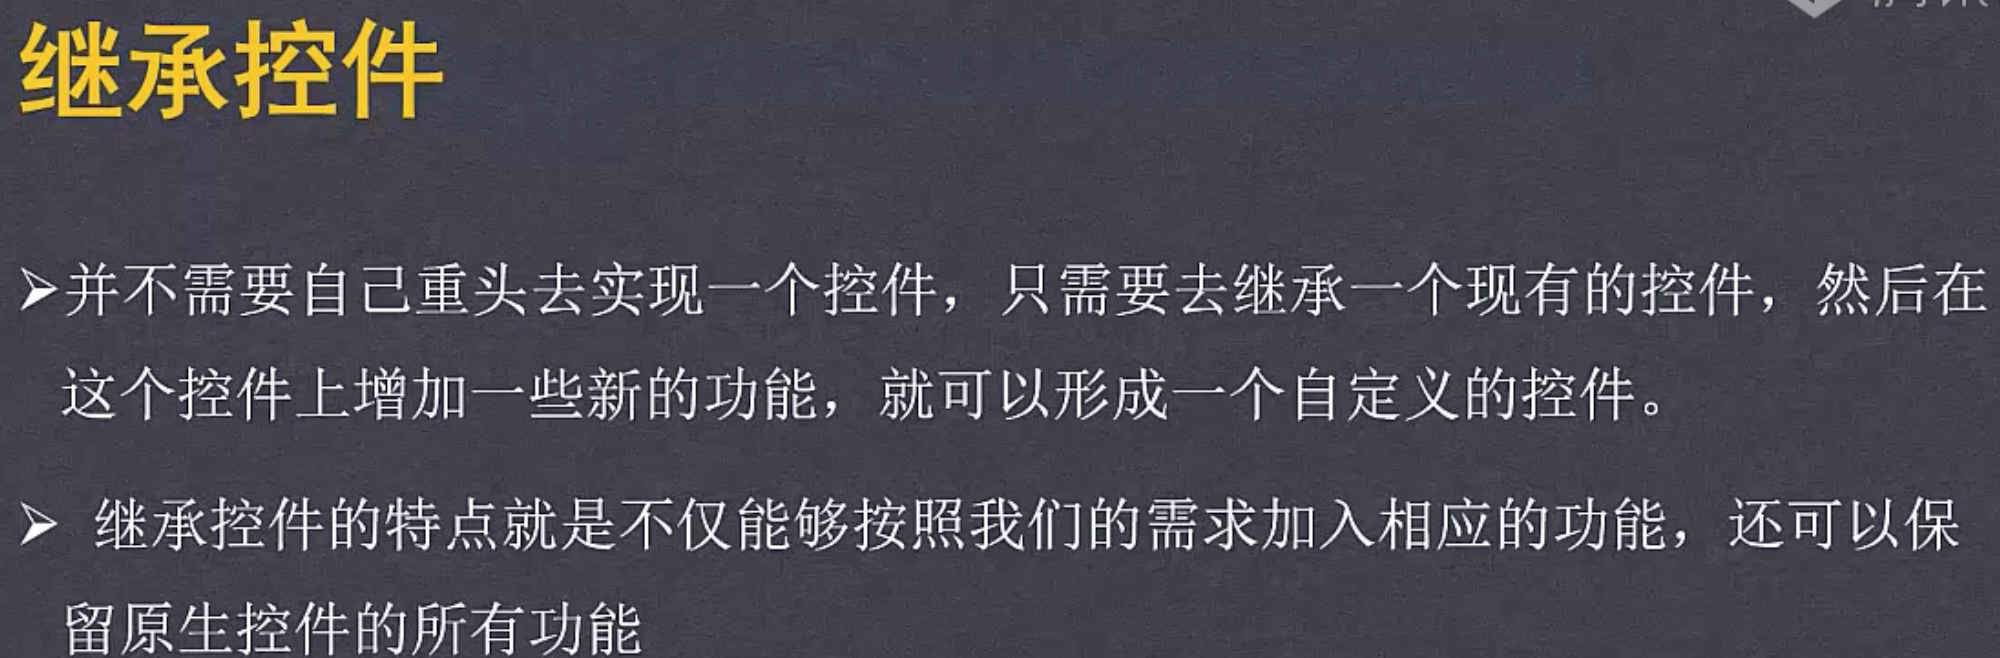 继承控件
➢并不需要自己重头去实现一个控件，只需要去继承一个现有的控件，然后在
这个控件上增加一些新的功能，就可以形成一个自定义的控件。
➢ 继承控件的特点就是不仅能够按照我们的需求加入相应的功能，还可以保
留原生控件的所有功能